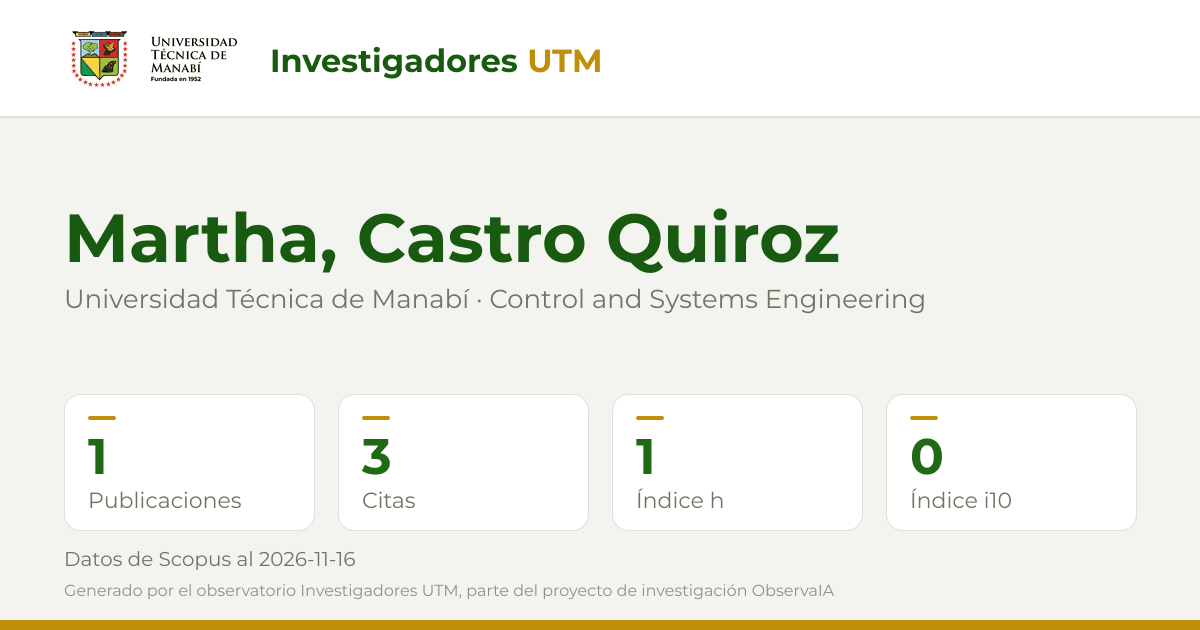 UNIVERSIDAD
TÉCNICA DE
MANABÍ
Fundada en 1952
Investigadores UTM
Martha, Castro Quiroz
Universidad Técnica de Manabí · Control and Systems Engineering
1
Publicaciones
3
Citas
1
Índice h
0
Índice i10
Datos de Scopus al 2026-11-16
Generado por el observatorio Investigadores UTM, parte del proyecto de investigación ObservaIA